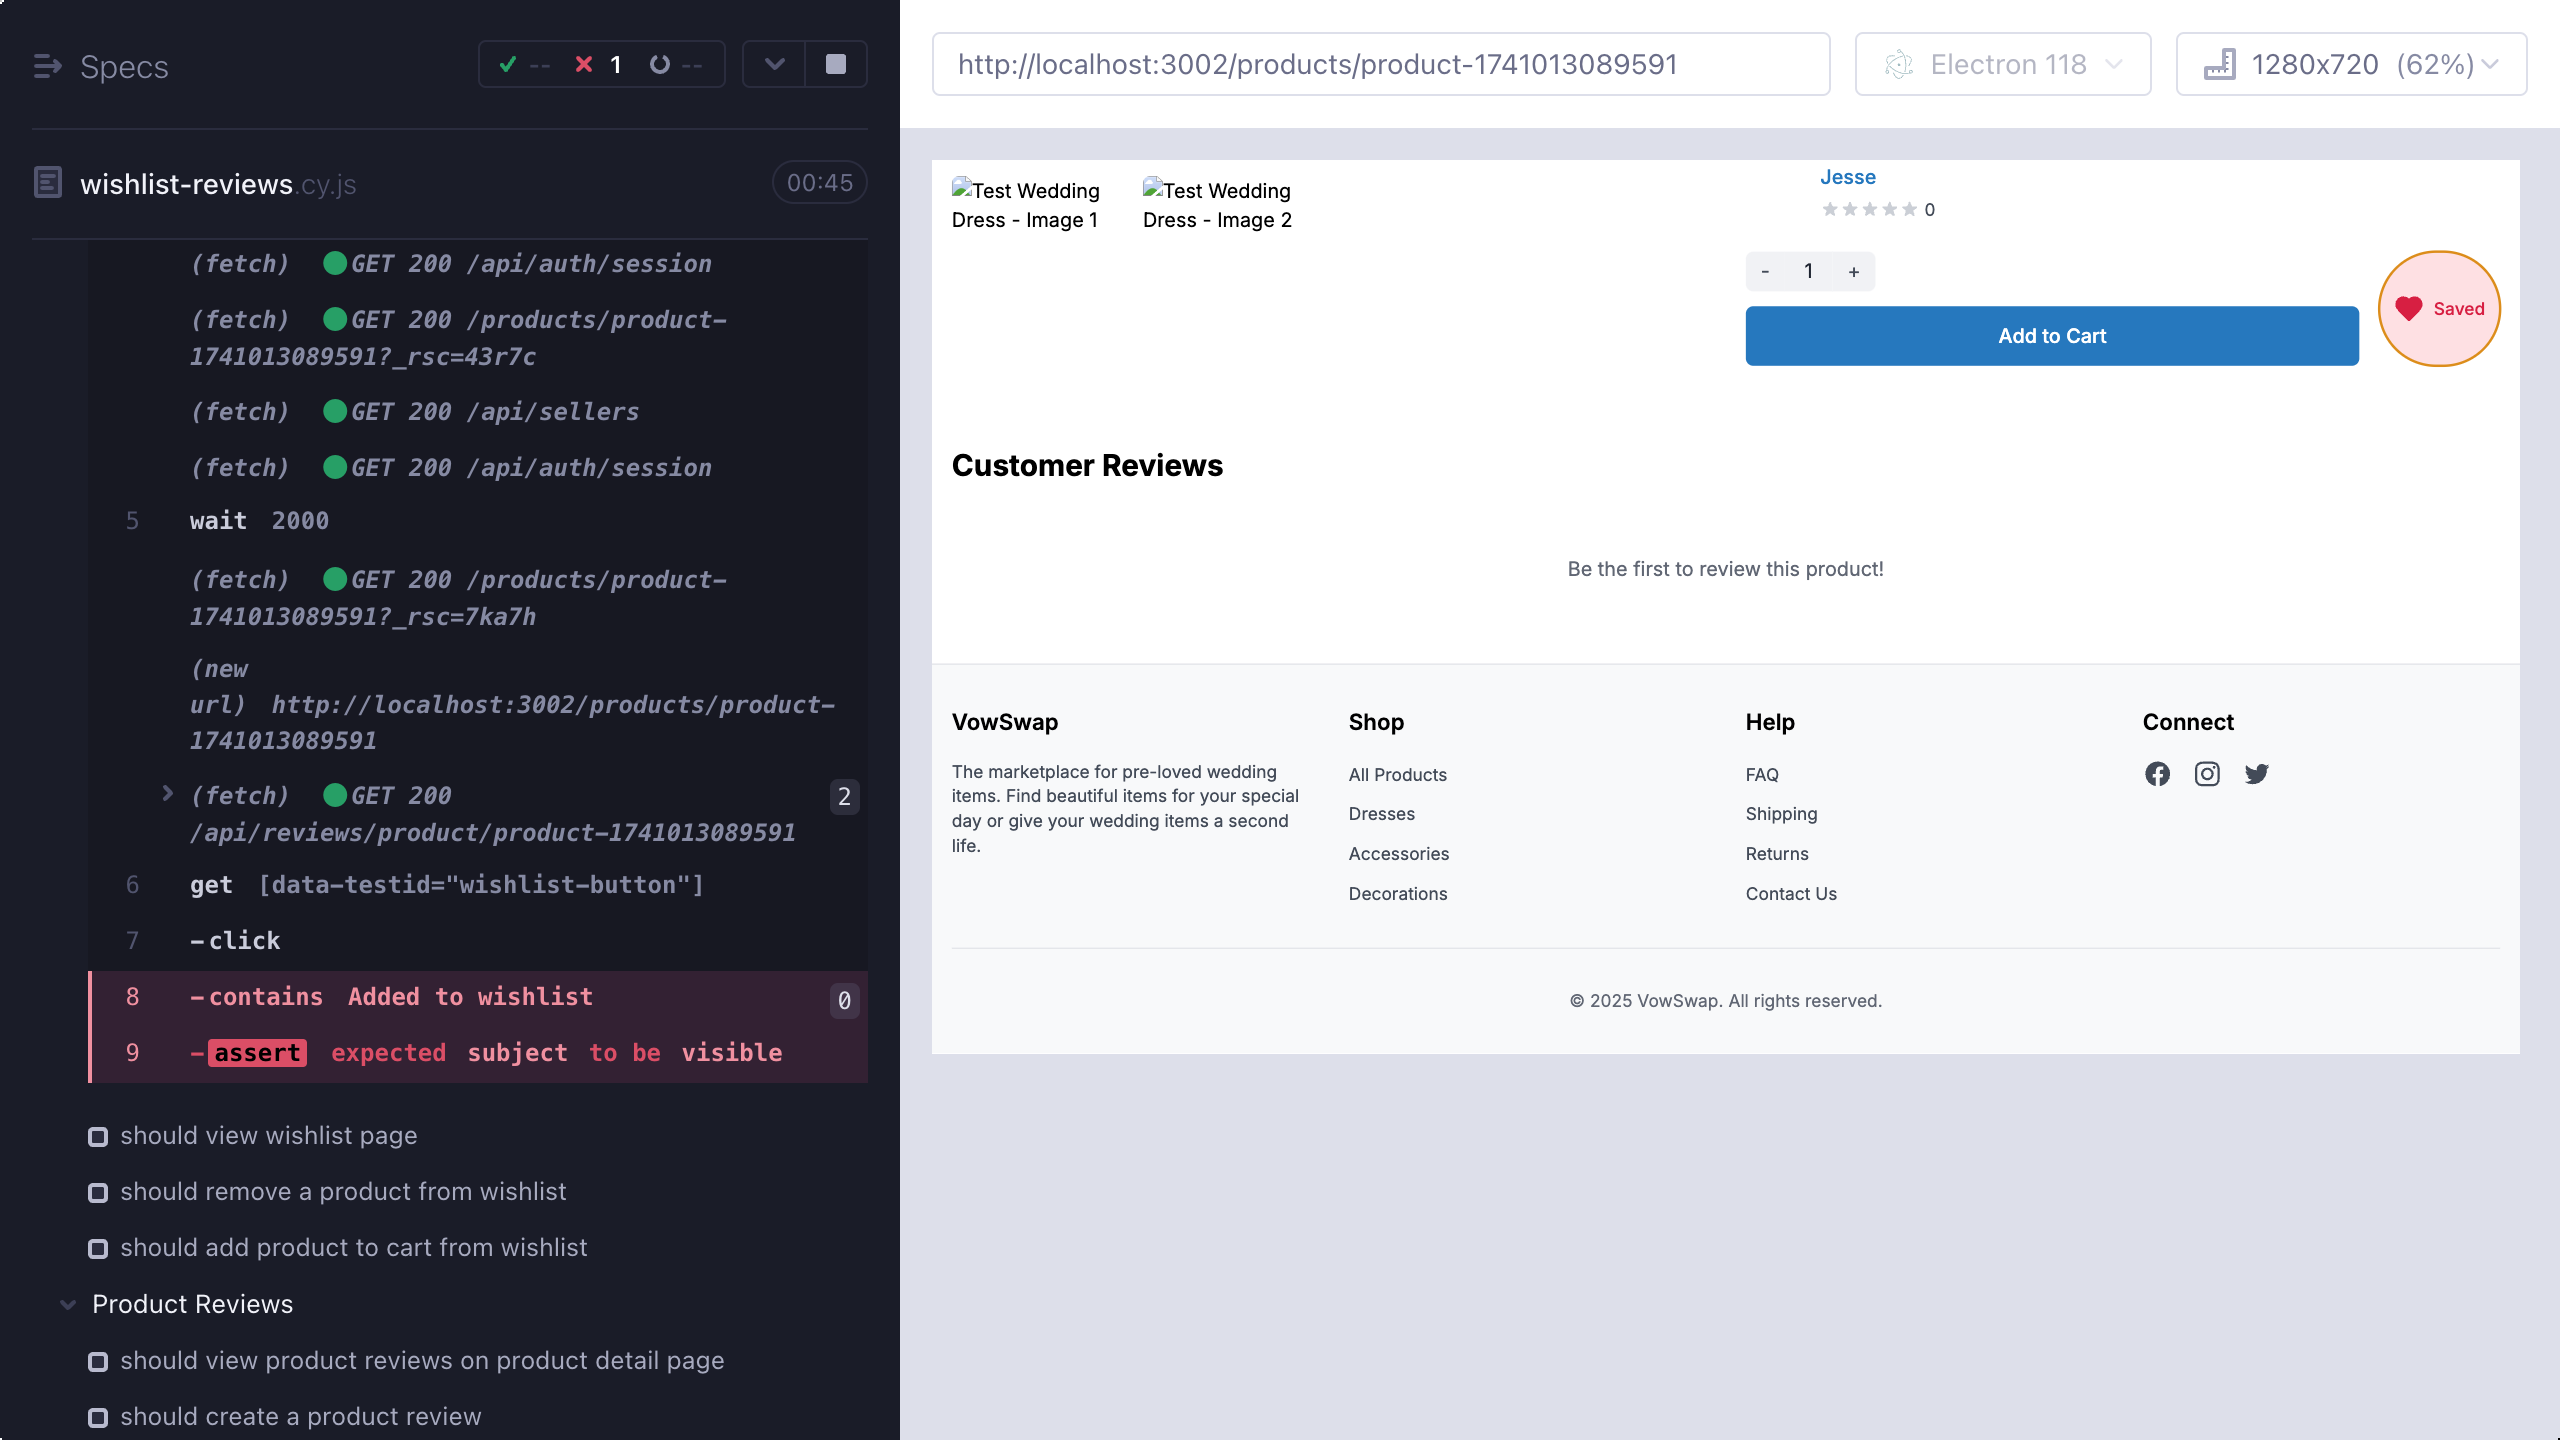 Specs
-- 1 --
wishlist-reviews.cy.js
00:45
(fetch) GET 200 /api/auth/session
(fetch) GET 200 /products/product-
1741013089591?_rsc=43r7c
(fetch) GET 200 /api/sellers
(fetch) GET 200 /api/auth/session
5 wait 2000
(fetch) GET 200 /products/product-
1741013089591?_rsc=7ka7h
(new
url) http://localhost:3002/products/product-
1741013089591
(fetch) GET 200 2
/api/reviews/product/product-1741013089591
6 get [data-testid="wishlist-button"]
7 -click
8 -contains Added to wishlist 0
9 -assert expected subject to be visible
should view wishlist page
should remove a product from wishlist
should add product to cart from wishlist
Product Reviews
should view product reviews on product detail page
should create a product review
http://localhost:3002/products/product-1741013089591
Electron 118
1280x720 (62%)
Test Wedding
Dress - Image 1
Test Wedding
Dress - Image 2
Jesse
0
- 1 +
Add to Cart
Saved
Customer Reviews
Be the first to review this product!
VowSwap
The marketplace for pre-loved wedding
items. Find beautiful items for your special
day or give your wedding items a second
life.
Shop
All Products
Dresses
Accessories
Decorations
Help
FAQ
Shipping
Returns
Contact Us
Connect
© 2025 VowSwap. All rights reserved.